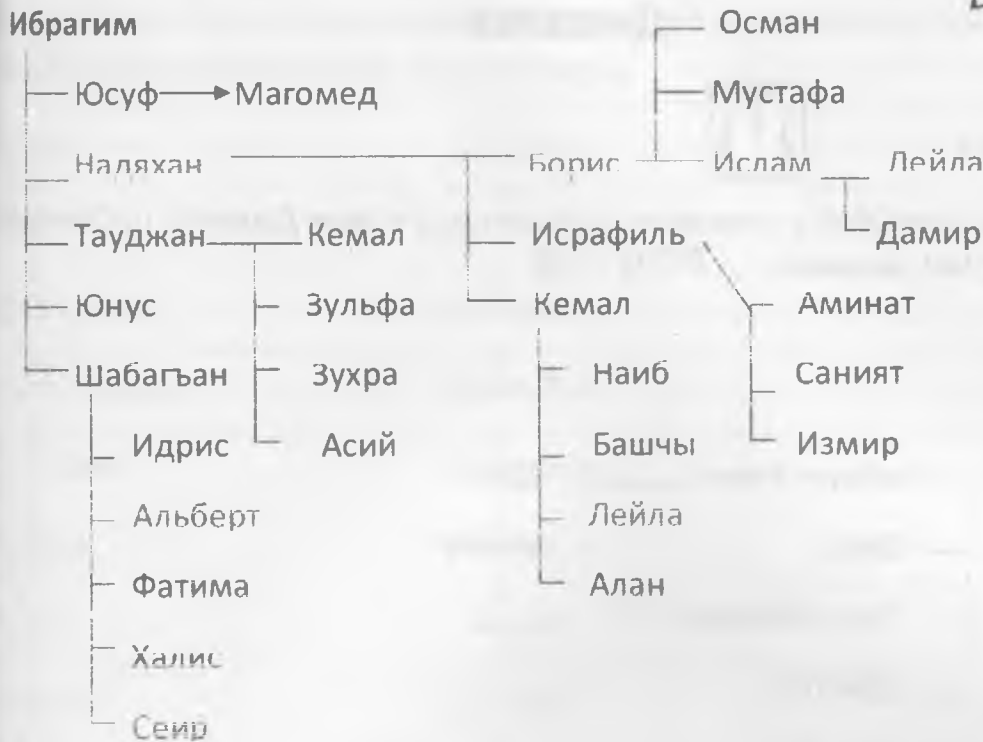 Ибрагим Осман
Юсуф Магомед Мустафа
Наляхан Борис Ислам Лейла
Тауджан Кемал Исрафиль Дамир
Юнус Зульфа Кемал Аминат
Шабагъан Зухра Наиб Саният
Идрис Асий Башчы Измир
Альберт Лейла
Фатима Алан
Халис
Сеир